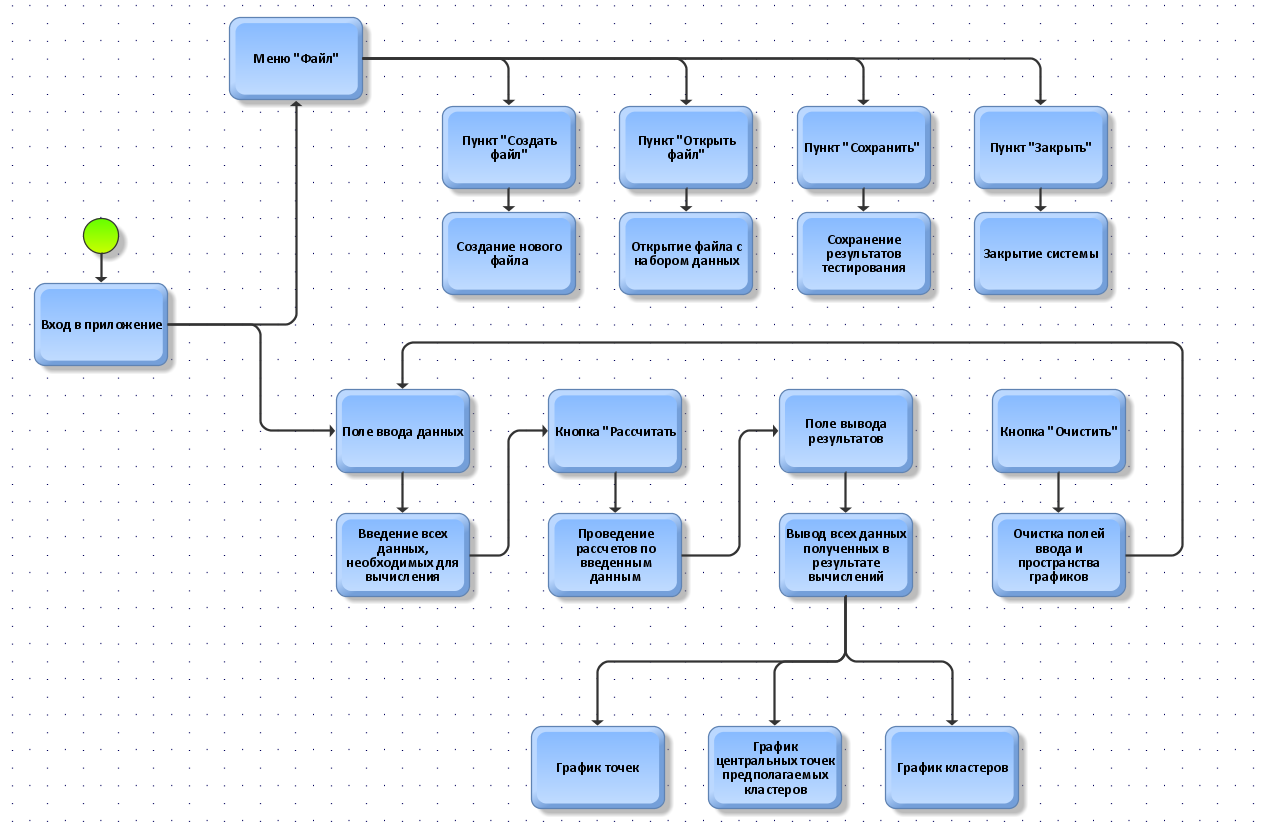 Меню "Файл"
Пункт "Создать
файл"
Пункт "Открыть
файл"
Пункт "Сохранить"
Пункт "Закрыть"
Создание нового
файла
Открытие файла с
набором данных
Сохранение
результатов
тестирования
Закрытие системы
Вход в приложение
Поле ввода данных
Кнопка "Рассчитать
Поле вывода
результатов
Кнопка "Очистить"
Введение всех
данных,
необходимых для
вычисления
Проведение
рассчетов по
введенным
данным
Вывод всех данных
полученных в
результате
вычислений
Очистка полей
ввода и
пространства
графиков
График точек
График
центральных точек
предполагаемых
кластеров
График кластеров